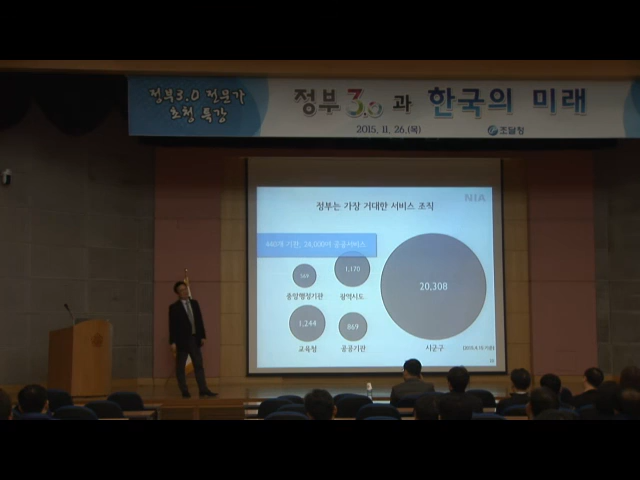 정부3.0 전문가
초청 특강
정부 3.0 과 한국의 미래
2015. 11. 26.(목)
조달청
NIA
정부는 가장 거대한 서비스 조직
460개 기관, 24,000여 공공서비스
1,170
20,308
중앙행정기관
광역시도
1,244
869
교육청
공공기관
시군구